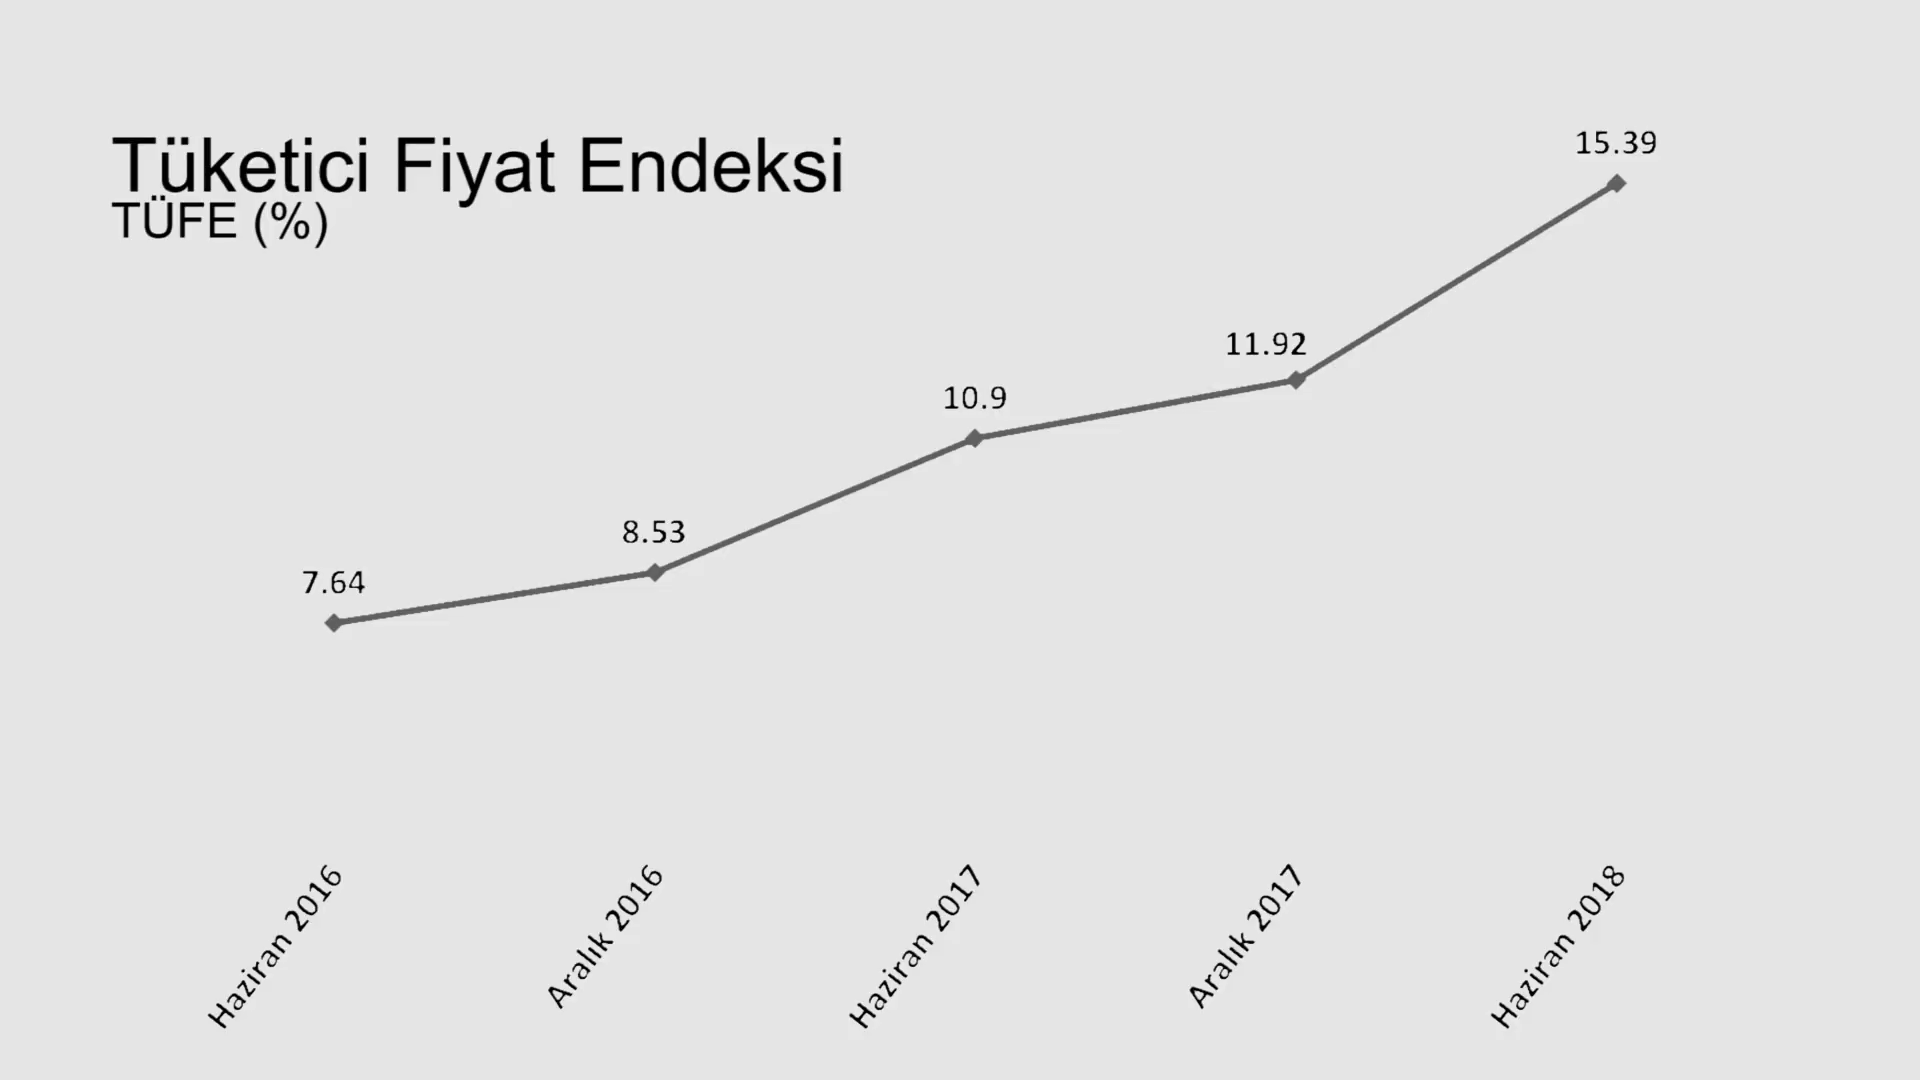 Tüketici Fiyat Endeksi
TÜFE (%)
15.39
11.92
10.9
8.53
7.64
Haziran 2016
Aralık 2016
Haziran 2017
Aralık 2017
Haziran 2018